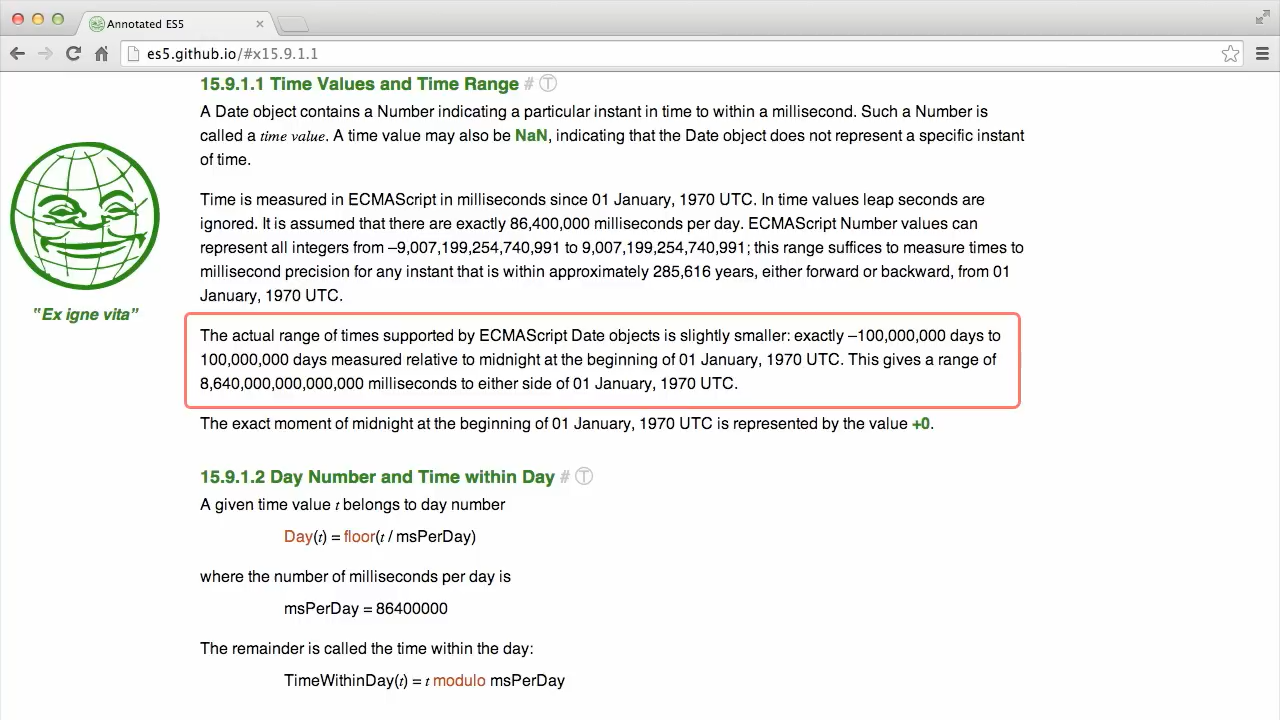 Annotated ES5
es5.github.io/#x15.9.1.1
15.9.1.1 Time Values and Time Range # Ⓣ
A Date object contains a Number indicating a particular instant in time to within a millisecond. Such a Number is
called a time value. A time value may also be NaN, indicating that the Date object does not represent a specific instant
of time.
Time is measured in ECMAScript in milliseconds since 01 January, 1970 UTC. In time values leap seconds are
ignored. It is assumed that there are exactly 86,400,000 milliseconds per day. ECMAScript Number values can
represent all integers from –9,007,199,254,740,991 to 9,007,199,254,740,991; this range suffices to measure times to
millisecond precision for any instant that is within approximately 285,616 years, either forward or backward, from 01
January, 1970 UTC.
"Ex igne vita"
The actual range of times supported by ECMAScript Date objects is slightly smaller: exactly –100,000,000 days to
100,000,000 days measured relative to midnight at the beginning of 01 January, 1970 UTC. This gives a range of
8,640,000,000,000,000 milliseconds to either side of 01 January, 1970 UTC.
The exact moment of midnight at the beginning of 01 January, 1970 UTC is represented by the value +0.
15.9.1.2 Day Number and Time within Day # Ⓣ
A given time value t belongs to day number
Day(t) = floor(t / msPerDay)
where the number of milliseconds per day is
msPerDay = 86400000
The remainder is called the time within the day:
TimeWithinDay(t) = t modulo msPerDay